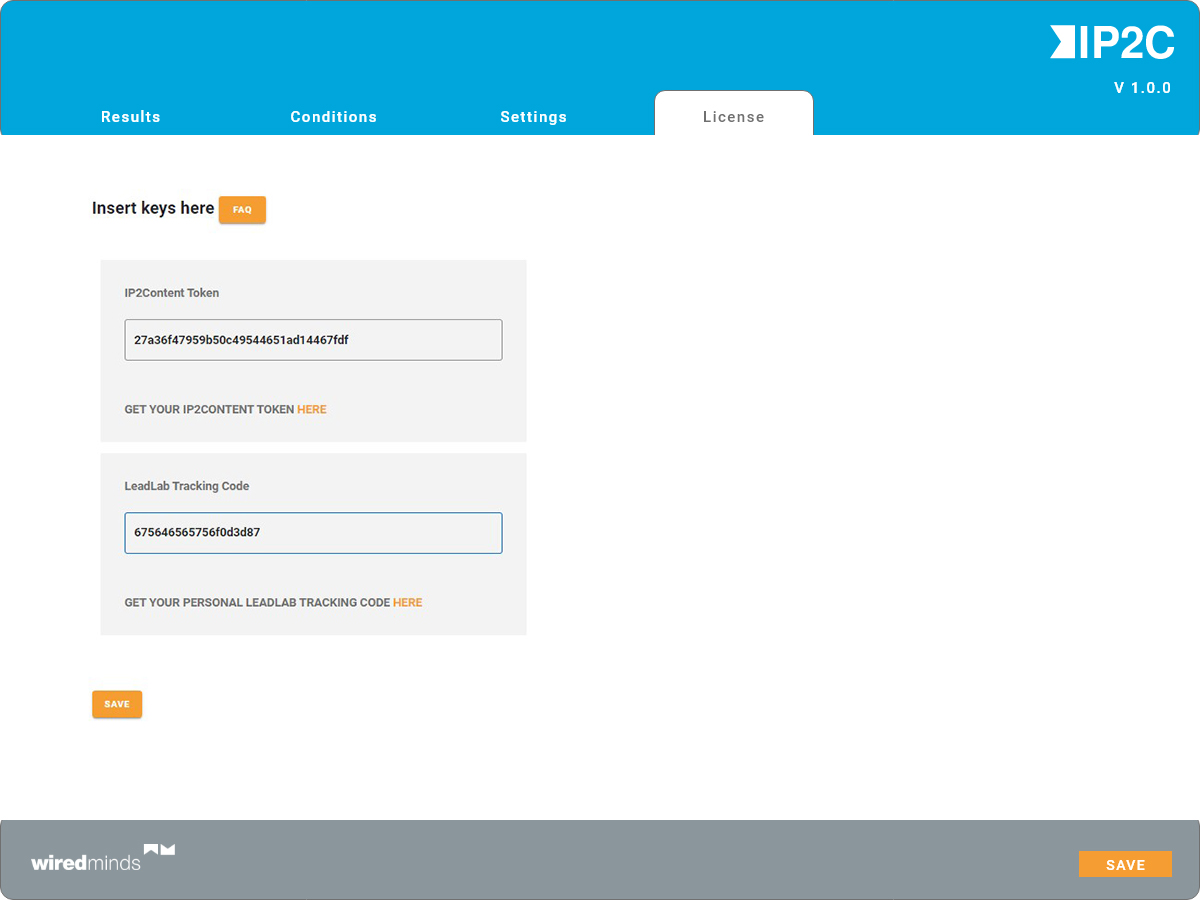 IP2C
V 1.0.0
Results Conditions Settings License
Insert keys here FAQ
IP2Content Token
27a36f47959b50c49544651ad14467fdf
GET YOUR IP2CONTENT TOKEN HERE
LeadLab Tracking Code
675646565756f0d3d87
GET YOUR PERSONAL LEADLAB TRACKING CODE HERE
SAVE
wiredminds
SAVE